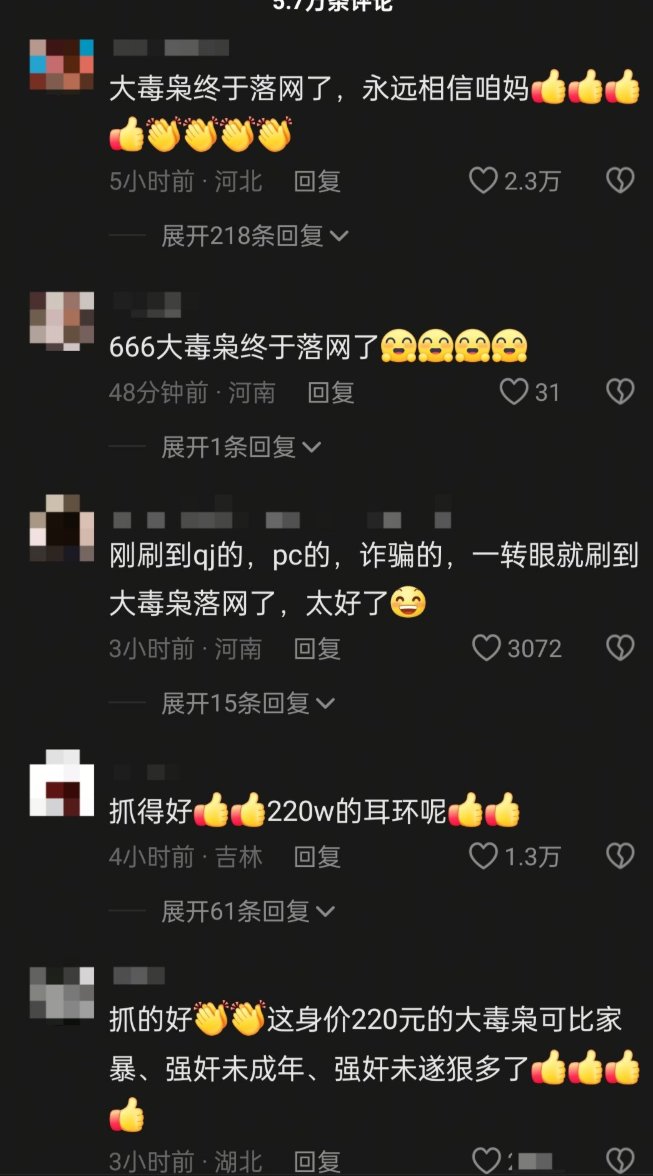 5.7万条评论
大毒枭终于落网了，永远相信咱妈👍👍👍
👍👏👏👏👏
5小时前 · 河北 回复 2.3万
展开218条回复
666大毒枭终于落网了🤗🤗🤗🤗
48分钟前 · 河南 回复 31
展开1条回复
刚刷到qj的，pc的，诈骗的，一转眼就刷到
大毒枭落网了，太好了😄
3小时前 · 河南 回复 3072
展开15条回复
抓得好👍👍220w的耳环呢👍👍
4小时前 · 吉林 回复 1.3万
展开61条回复
抓的好👏👏这身价220元的大毒枭可比家
暴、强奸未成年、强奸未遂狠多了👍👍👍
👍
3小时前 · 湖北 回复